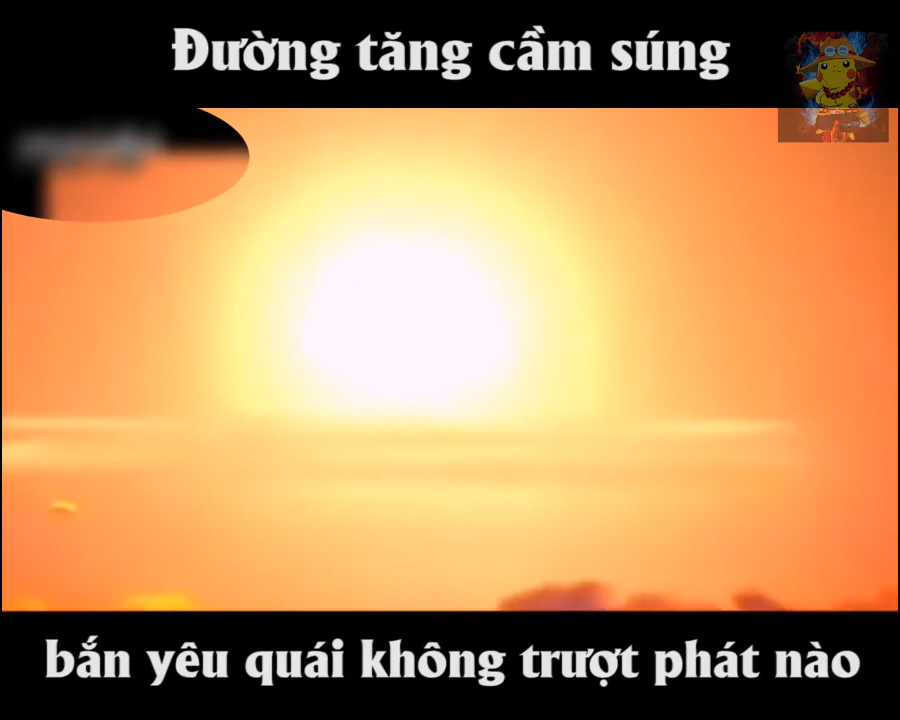 Đường tăng cầm súng
bắn yêu quái không trượt phát nào